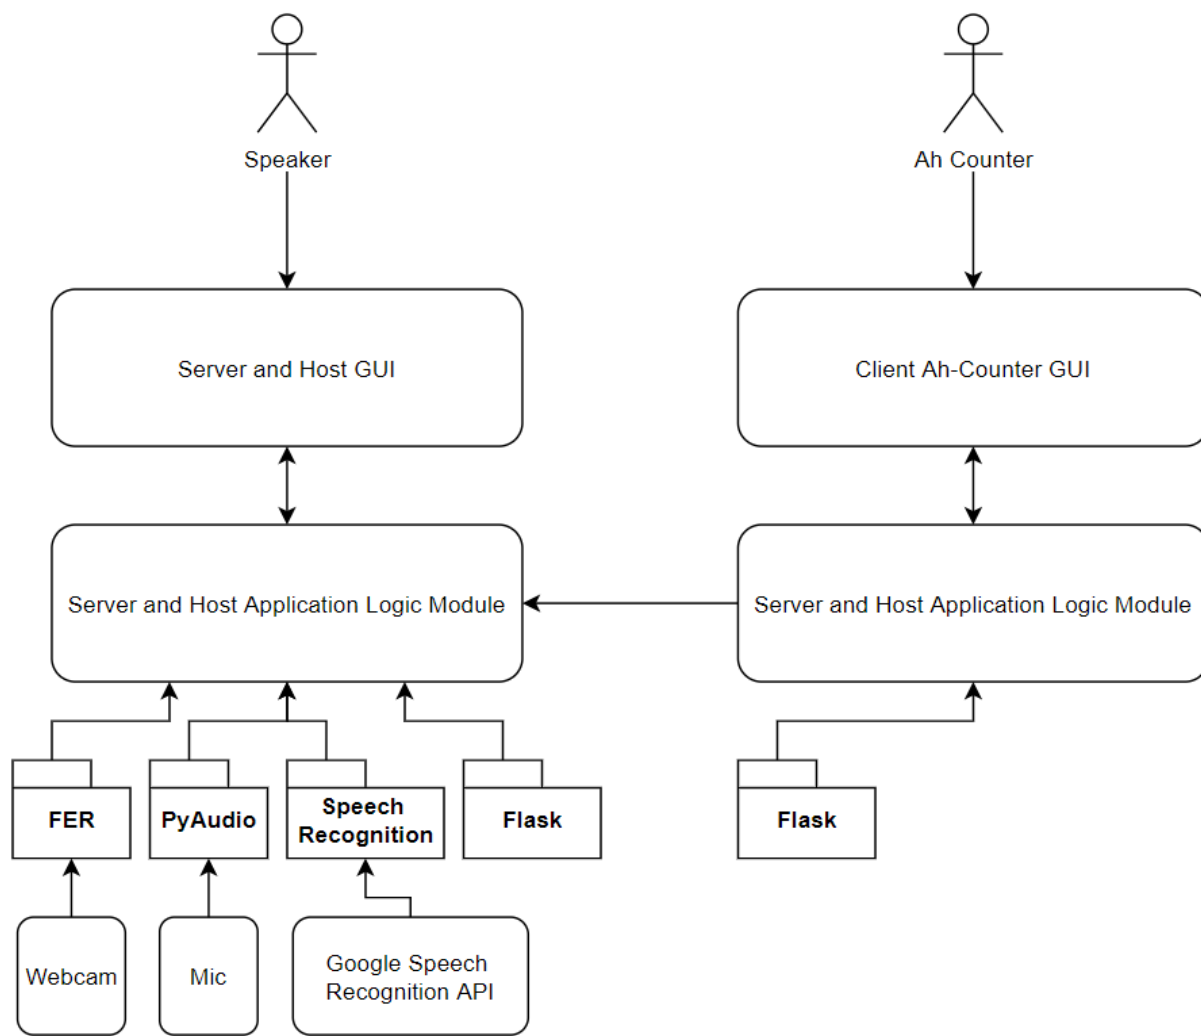 Speaker
Ah Counter
Server and Host GUI
Client Ah-Counter GUI
Server and Host Application Logic Module
Server and Host Application Logic Module
FER
PyAudio
Speech
Recognition
Flask
Flask
Webcam
Mic
Google Speech
Recognition API